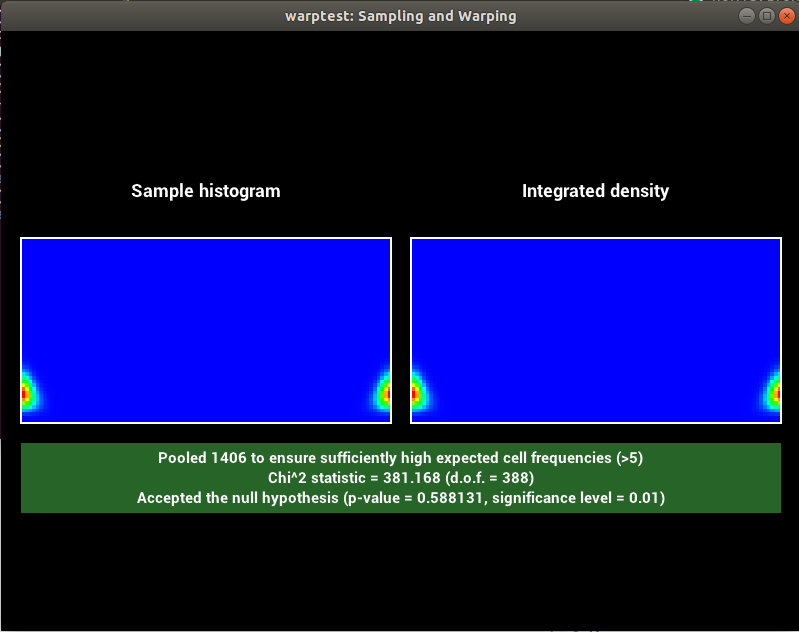 warptest: Sampling and Warping
Sample histogram
Integrated density
Pooled 1406 to ensure sufficiently high expected cell frequencies (>5)
Chi^2 statistic = 381.168 (d.o.f. = 388)
Accepted the null hypothesis (p-value = 0.588131, significance level = 0.01)